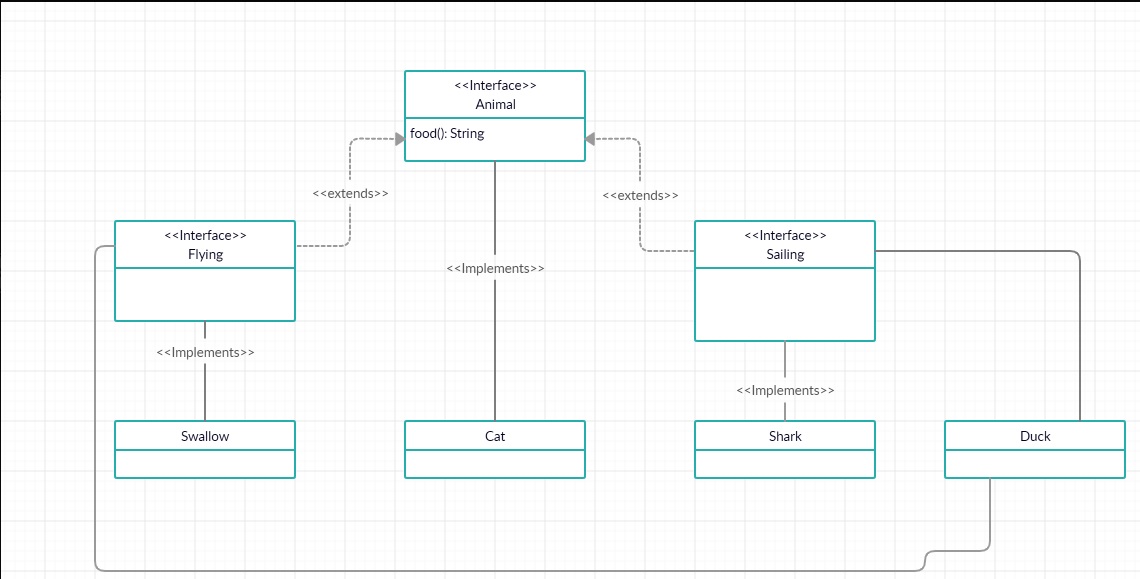 <<Interface>>
Animal
food(): String
<<extends>>
<<extends>>
<<Interface>>
Flying
<<Interface>>
Sailing
<<Implements>>
<<Implements>>
<<Implements>>
Swallow
Cat
Shark
Duck